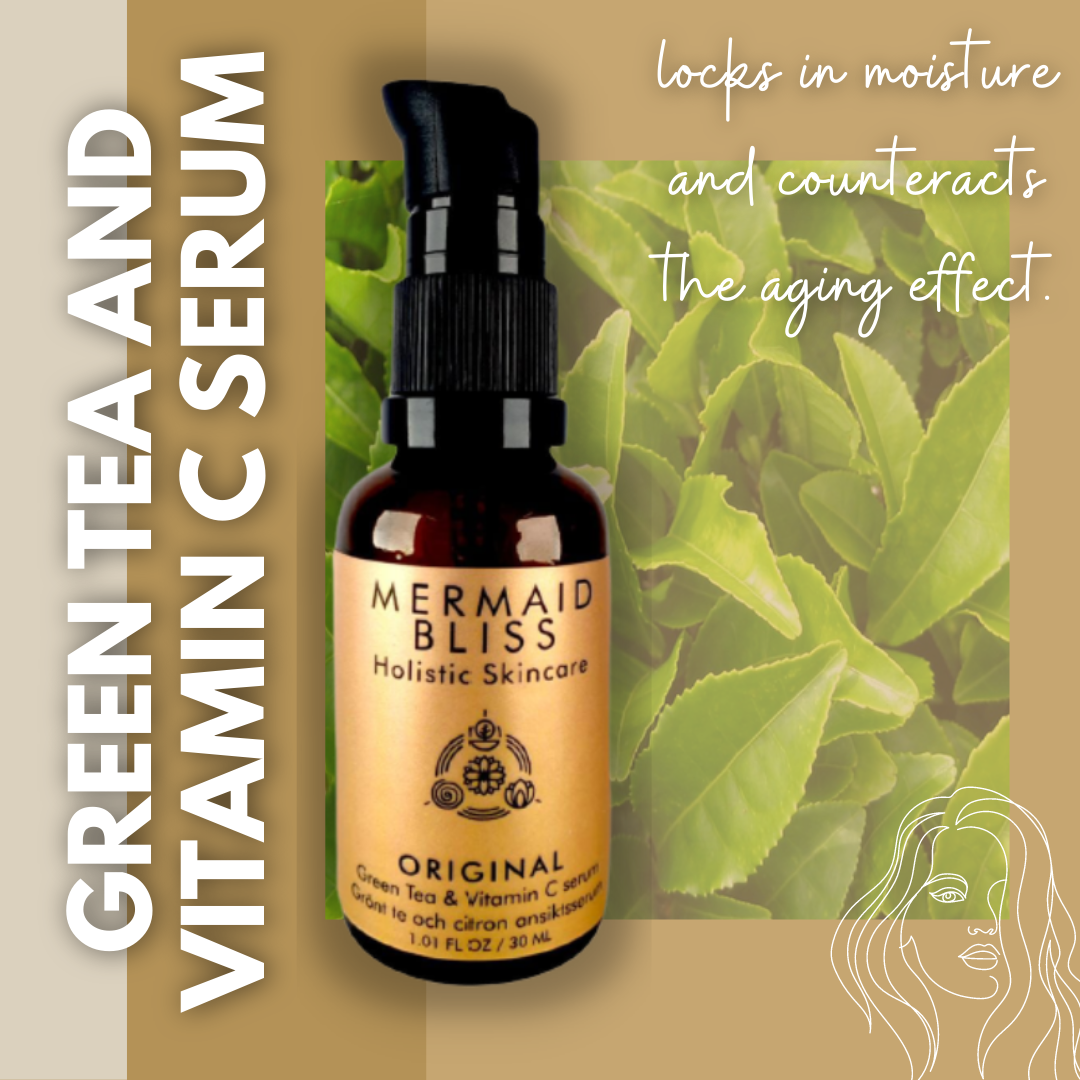 GREEN TEA AND
VITAMIN C SERUM
locks in moisture
and counteracts
the aging effect.
MERMAID
BLISS
Holistic Skincare
ORIGINAL
Green Tea & Vitamin C serum
Grönt te och citron ansiktsserum
1.01 FL OZ / 30 ML